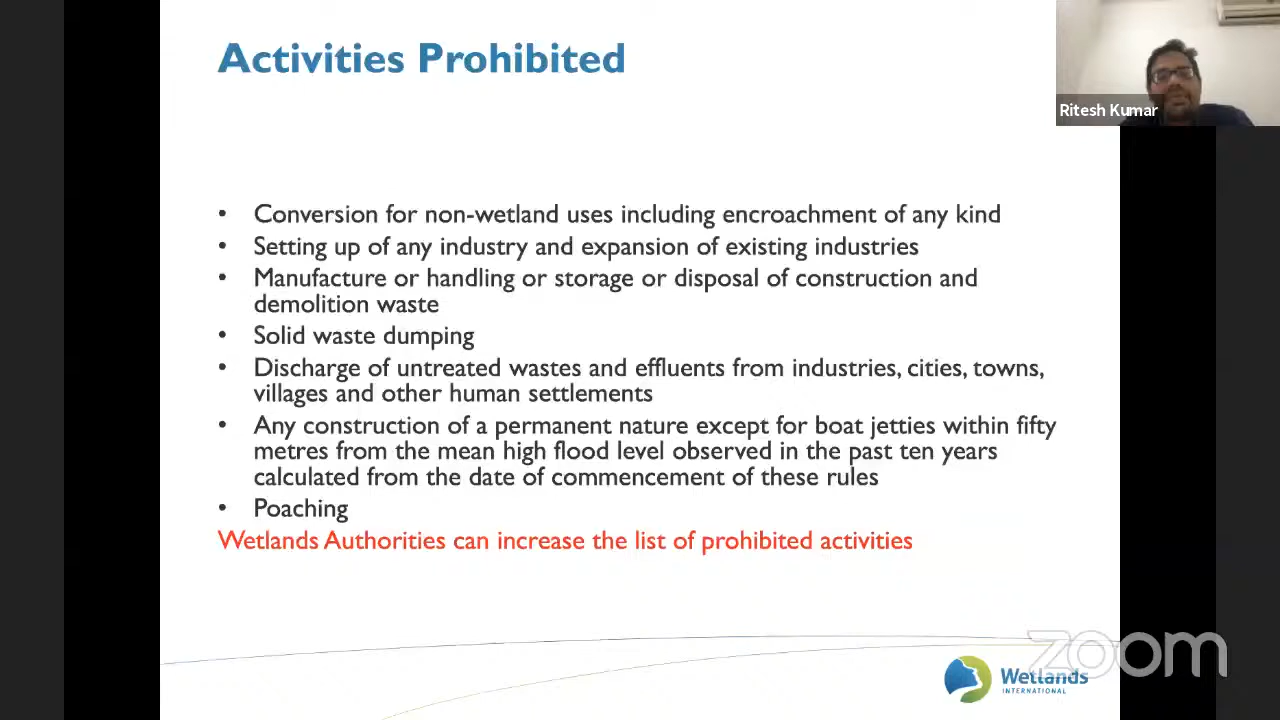 Activities Prohibited
Ritesh Kumar
• Conversion for non-wetland uses including encroachment of any kind
• Setting up of any industry and expansion of existing industries
• Manufacture or handling or storage or disposal of construction and
demolition waste
• Solid waste dumping
• Discharge of untreated wastes and effluents from industries, cities, towns,
villages and other human settlements
• Any construction of a permanent nature except for boat jetties within fifty
metres from the mean high flood level observed in the past ten years
calculated from the date of commencement of these rules
• Poaching
Wetlands Authorities can increase the list of prohibited activities
zoom
Wetlands
INTERNATIONAL